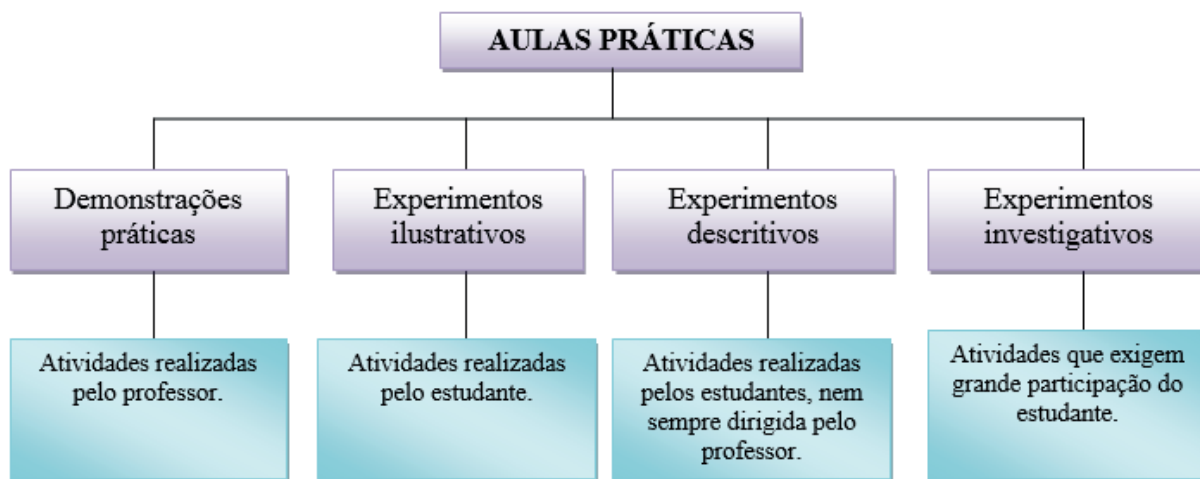 AULAS PRÁTICAS
Demonstrações
práticas
Experimentos
ilustrativos
Experimentos
descritivos
Experimentos
investigativos
Atividades realizadas
pelo professor.
Atividades realizadas
pelo estudante.
Atividades realizadas
pelos estudantes, nem
sempre dirigida pelo
professor.
Atividades que exigem
grande participação do
estudante.